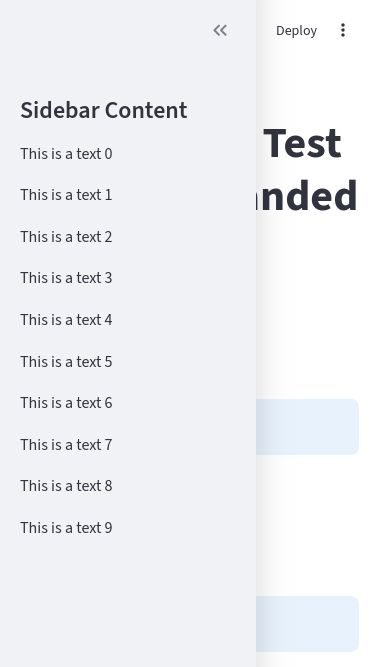 Deploy
Sidebar Content
This is a text 0
This is a text 1
This is a text 2
This is a text 3
This is a text 4
This is a text 5
This is a text 6
This is a text 7
This is a text 8
This is a text 9
Test